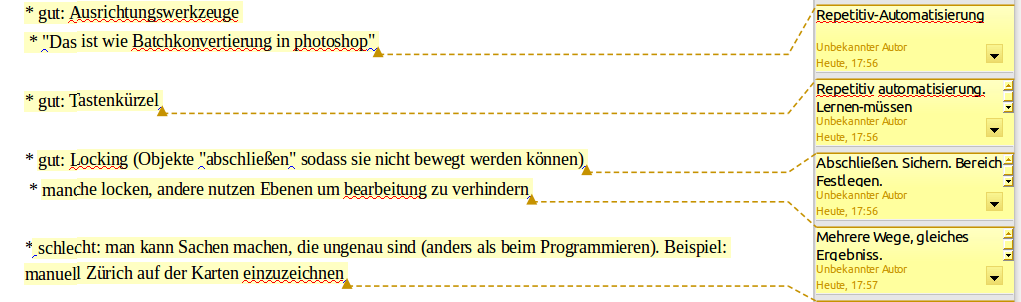 * gut: Ausrichtungswerkzeuge
* "Das ist wie Batchkonvertierung in photoshop"
* gut: Tastenkürzel
* gut: Locking (Objekte "abschließen" sodass sie nicht bewegt werden können)
* manche locken, andere nutzen Ebenen um bearbeitung zu verhindern
* schlecht: man kann Sachen machen, die ungenau sind (anders als beim Programmieren). Beispiel:
manuell Zürich auf der Karten einzuzeichnen
Repetitiv-Automatisierung
Unbekannter Autor
Heute, 17:56
Repetitiv automatisierung.
Lernen-müssen
Unbekannter Autor
Heute, 17:56
Abschließen. Sichern. Bereich
Festlegen.
Unbekannter Autor
Heute, 17:56
Mehrere Wege, gleiches
Ergebniss.
Unbekannter Autor
Heute, 17:57